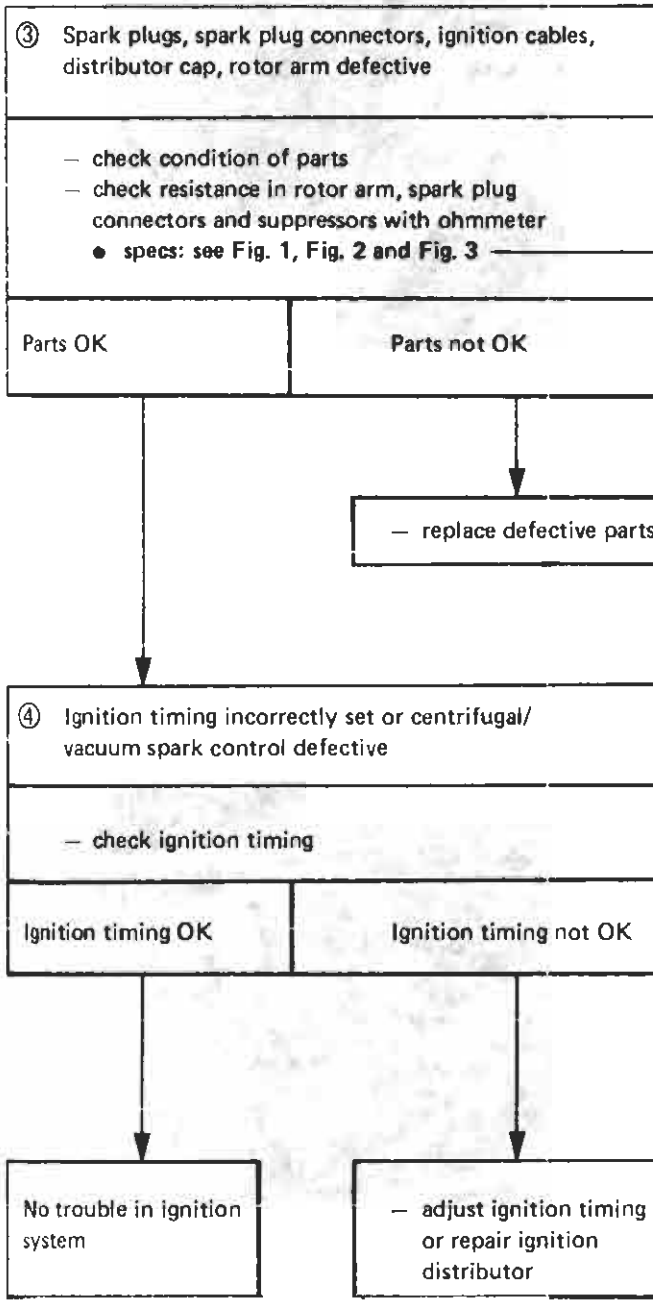 ③ Spark plugs, spark plug connectors, ignition cables,
distributor cap, rotor arm defective
– check condition of parts
– check resistance in rotor arm, spark plug
connectors and suppressors with ohmmeter
● specs: see Fig. 1, Fig. 2 and Fig. 3
Parts OK
Parts not OK
– replace defective parts
④ Ignition timing incorrectly set or centrifugal/
vacuum spark control defective
– check ignition timing
Ignition timing OK
Ignition timing not OK
No trouble in ignition
system
– adjust ignition timing
or repair ignition
distributor